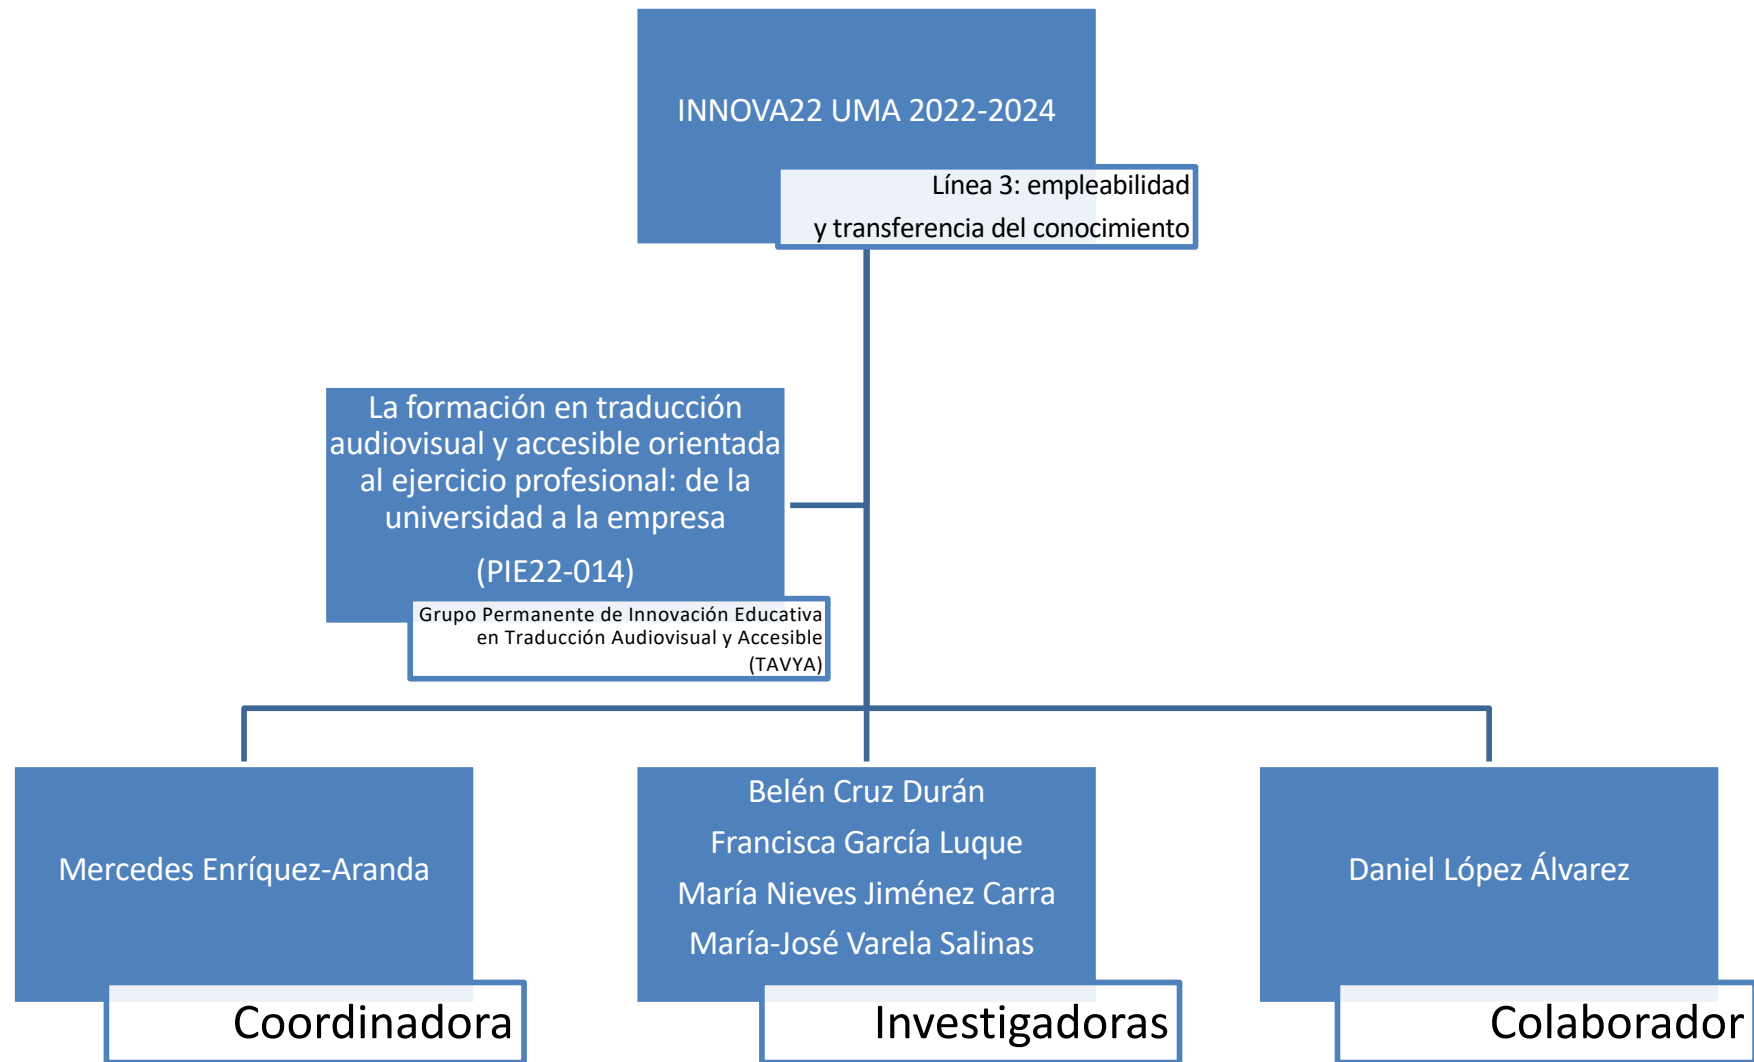 INNOVA22 UMA 2022-2024
Línea 3: empleabilidad
y transferencia del conocimiento
La formación en traducción
audiovisual y accesible orientada
al ejercicio profesional: de la
universidad a la empresa
(PIE22-014)
Grupo Permanente de Innovación Educativa
en Traducción Audiovisual y Accesible
(TAVYA)
Mercedes Enríquez-Aranda
Coordinadora
Belén Cruz Durán
Francisca García Luque
María Nieves Jiménez Carra
María-José Varela Salinas
Investigadoras
Daniel López Álvarez
Colaborador